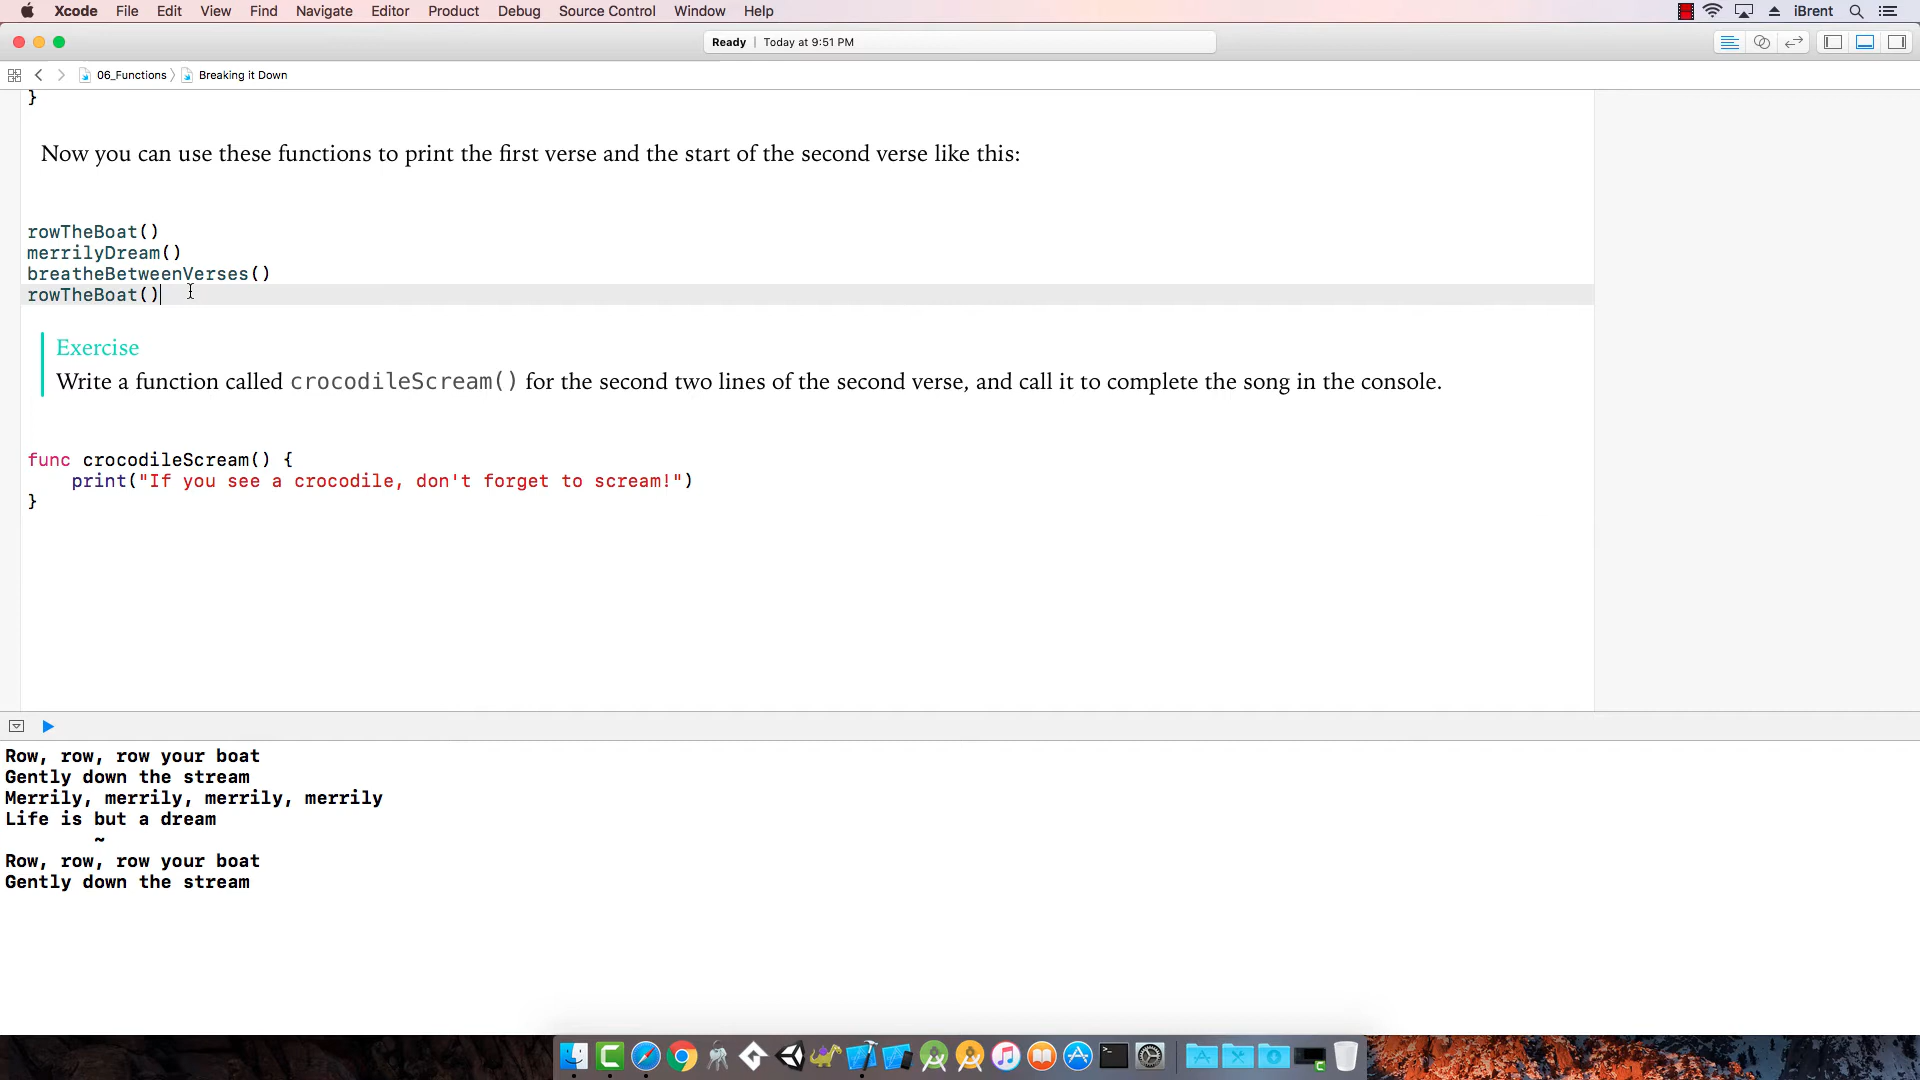 Xcode File Edit View Find Navigate Editor Product Debug Source Control Window Help iBrent
Ready | Today at 9:51 PM
06_Functions Breaking it Down
}
Now you can use these functions to print the first verse and the start of the second verse like this:
rowTheBoat()
merrilyDream()
breatheBetweenVerses()
rowTheBoat()
Exercise
Write a function called crocodileScream() for the second two lines of the second verse, and call it to complete the song in the console.
func crocodileScream() {
    print("If you see a crocodile, don't forget to scream!")
}
Row, row, row your boat
Gently down the stream
Merrily, merrily, merrily, merrily
Life is but a dream
        ~
Row, row, row your boat
Gently down the stream